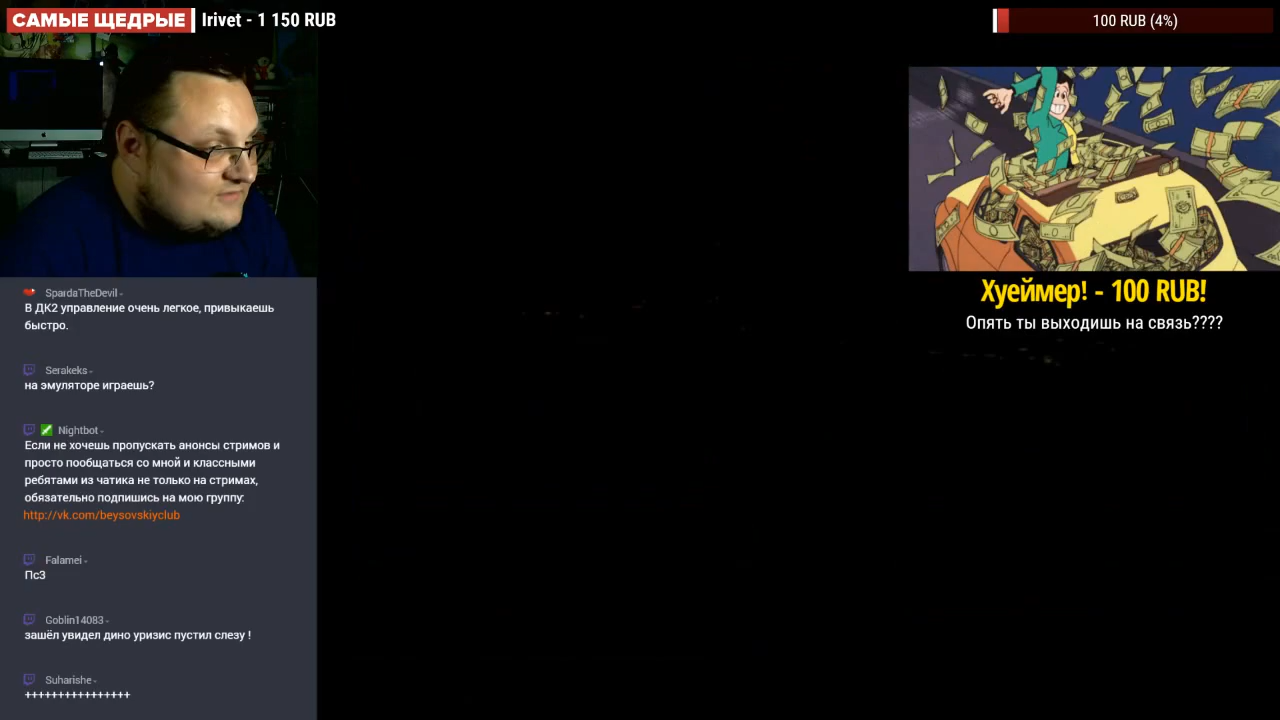 САМЫЕ ЩЕДРЫЕ Irivet - 1 150 RUB
100 RUB (4%)
Хуеймер! - 100 RUB!
Опять ты выходишь на связь????
SpardaTheDevil -
В ДК2 управление очень легкое, привыкаешь
быстро.
Serakeks -
на эмуляторе играешь?
Nightbot -
Если не хочешь пропускать анонсы стримов и
просто пообщаться со мной и классными
ребятами из чатика не только на стримах,
обязательно подпишись на мою группу:
http://vk.com/beysovskiyclub
Falamei -
Пс3
Goblin14083 -
зашёл увидел дино уризис пустил слезу !
Suharishe -
++++++++++++++++